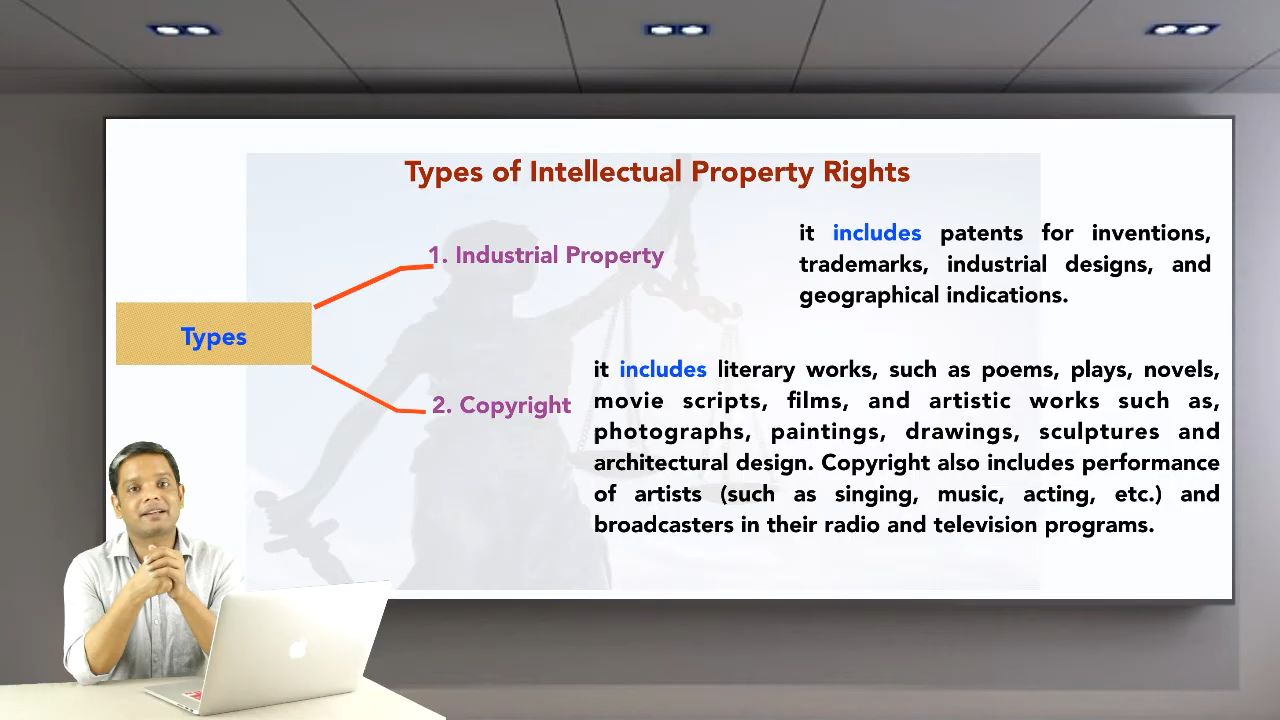 Types of Intellectual Property Rights
1. Industrial Property
it includes patents for inventions,
trademarks, industrial designs, and
geographical indications.
Types
2. Copyright
it includes literary works, such as poems, plays, novels,
movie scripts, films, and artistic works such as,
photographs, paintings, drawings, sculptures and
architectural design. Copyright also includes performance
of artists (such as singing, music, acting, etc.) and
broadcasters in their radio and television programs.